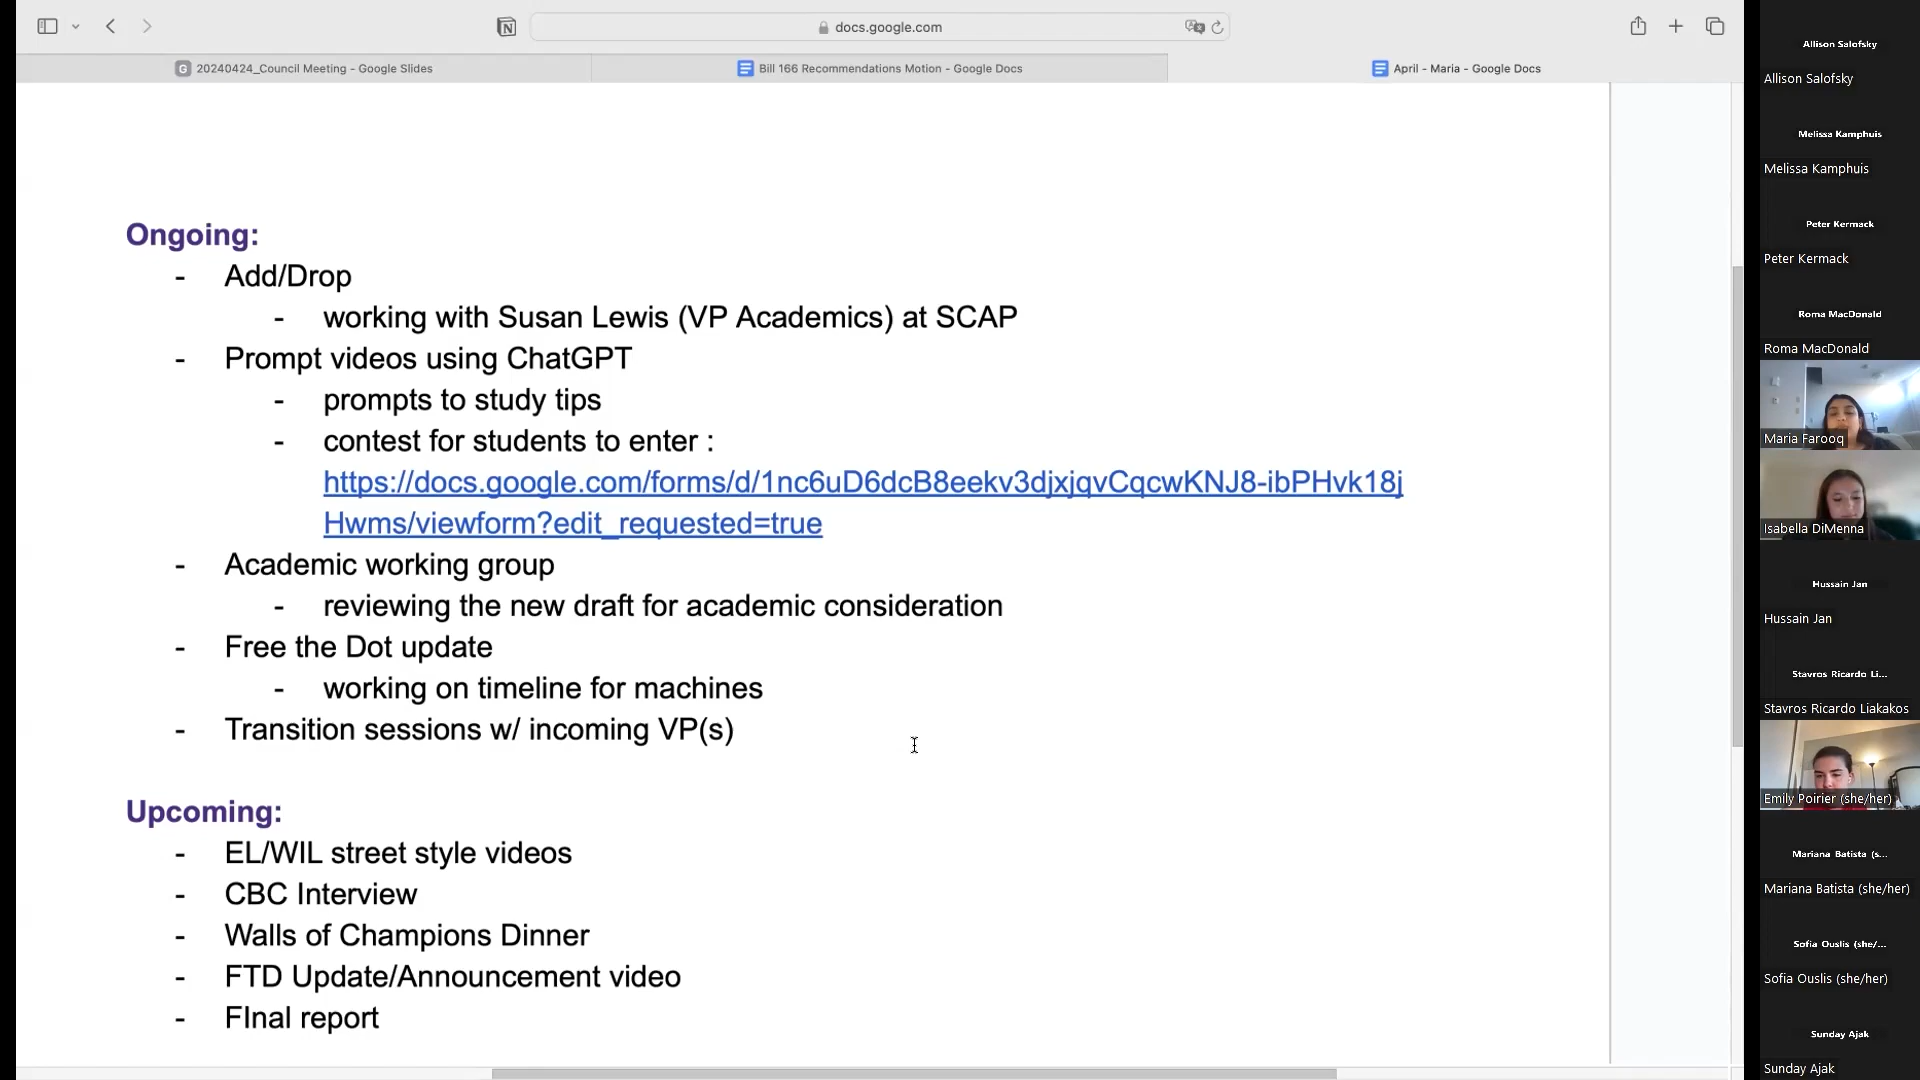 docs.google.com
20240424_Council Meeting - Google Slides
Bill 166 Recommendations Motion - Google Docs
April - Maria - Google Docs
Ongoing:
- Add/Drop
- working with Susan Lewis (VP Academics) at SCAP
- Prompt videos using ChatGPT
- prompts to study tips
- contest for students to enter :
https://docs.google.com/forms/d/1nc6uD6dcB8eekv3djxjqvCqcwKNJ8-ibPHvk18j
Hwms/viewform?edit_requested=true
- Academic working group
- reviewing the new draft for academic consideration
- Free the Dot update
- working on timeline for machines
- Transition sessions w/ incoming VP(s)
Upcoming:
- EL/WIL street style videos
- CBC Interview
- Walls of Champions Dinner
- FTD Update/Announcement video
- FInal report
Allison Salofsky
Allison Salofsky
Melissa Kamphuis
Melissa Kamphuis
Peter Kermack
Peter Kermack
Roma MacDonald
Roma MacDonald
Maria Farooq
Isabella DiMenna
Hussain Jan
Hussain Jan
Stavros Ricardo Li...
Stavros Ricardo Liakakos
Emily Poirier (she/her)
Mariana Batista (s...
Mariana Batista (she/her)
Sofia Ouslis (she/...
Sofia Ouslis (she/her)
Sunday Ajak
Sunday Ajak